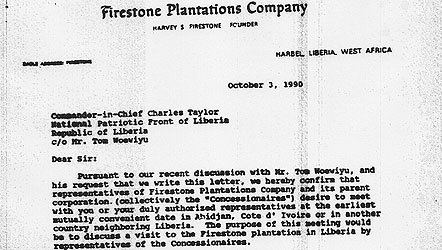 Firestone Plantations Company
HARVEY S FIRESTONE FOUNDER
HARBEL, LIBERIA, WEST AFRICA
October 3, 1990
Commander-in-Chief Charles Taylor
National Patriotic Front of Liberia
Republic of Liberia
c/o Mr. Tom Woewiyu
Dear Sir:
Pursuant to our recent discussion with Mr. Tom Woewiyu, and
his request that we write this letter, we hereby confirm that
representatives of Firestone Plantations Company and its parent
corporation. (collectively the "Concessionaires") desire to meet
with you or your duly authorized representatives at the earliest
mutually convenient date in Abidjan, Cote d' Ivoire or in another
country neighboring Liberia. The purpose of this meeting would
be to discuss a visit to the Firestone plantation in Liberia by
representatives of the Concessionaires.